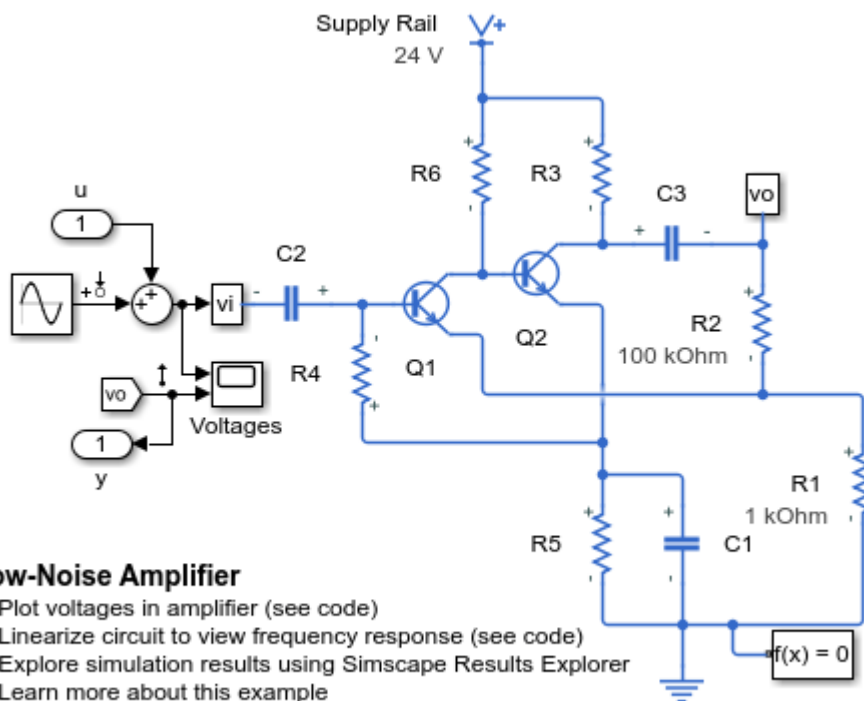 Supply Rail
24 V
R6
R3
C3
vo
u
1
C2
vi
R4
Q1
Q2
R2
100 kOhm
vo
Voltages
1
y
R1
1 kOhm
R5
C1
f(x) = 0
ow-Noise Amplifier
Plot voltages in amplifier (see code)
Linearize circuit to view frequency response (see code)
Explore simulation results using Simscape Results Explorer
Learn more about this example